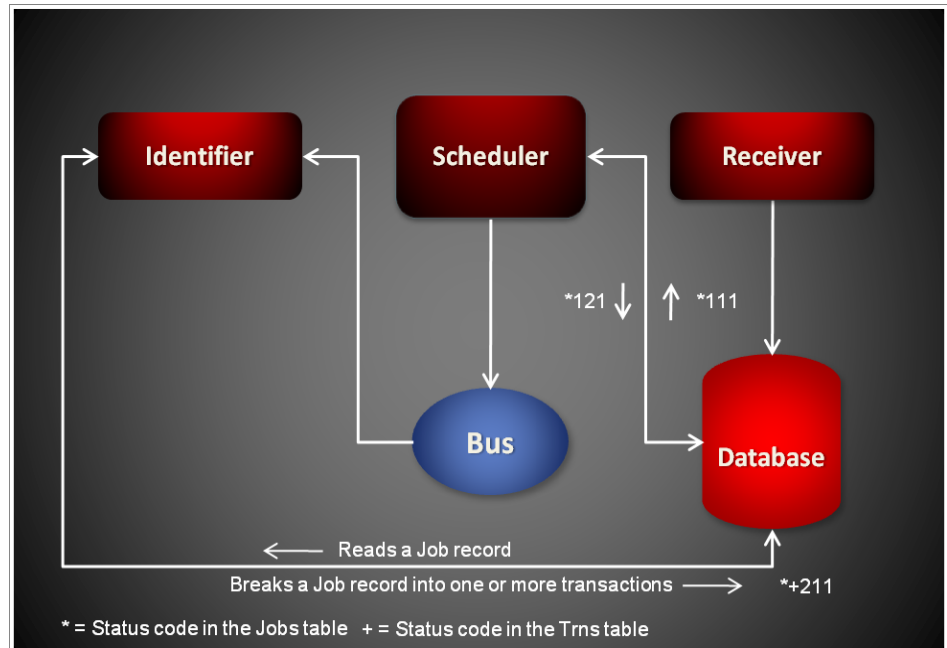 Identifier
Scheduler
Receiver
*121
*111
Bus
Database
Reads a Job record
Breaks a Job record into one or more transactions
*+211
* = Status code in the Jobs table + = Status code in the Trns table